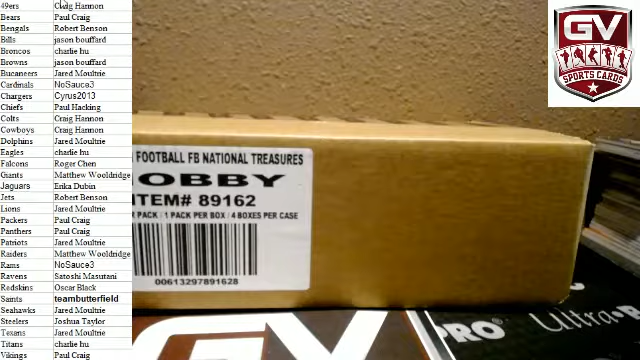 49ers Craig Hannon
Bears Paul Craig
Bengals Robert Benson
Bills jason bouffard
Broncos charlie hu
Browns jason bouffard
Bucaneers Jared Moultrie
Cardinals NoSauce3
Chargers Cyrus2013
Chiefs Paul Hacking
Colts Craig Hannon
Cowboys Craig Hannon
Dolphins Jared Moultrie
Eagles charlie hu
Falcons Roger Chen
Giants Matthew Wooldridge
Jaguars Erika Dubin
Jets Robert Benson
Lions Jared Moultrie
Packers Paul Craig
Panthers Paul Craig
Patriots Jared Moultrie
Raiders Matthew Wooldridge
Rams NoSauce3
Ravens Satoshi Masutani
Redskins Oscar Black
Saints teambutterfield
Seahawks Jared Moultrie
Steelers Joshua Taylor
Texans Jared Moultrie
Titans charlie hu
Vikings Paul Craig
FOOTBALL FB NATIONAL TREASURES
OBBY
ITEM# 89162
PACK / 1 PACK PER BOX / 4 BOXES PER CASE
00613297891628
GV
SPORTS CARDS
PRO Ultra